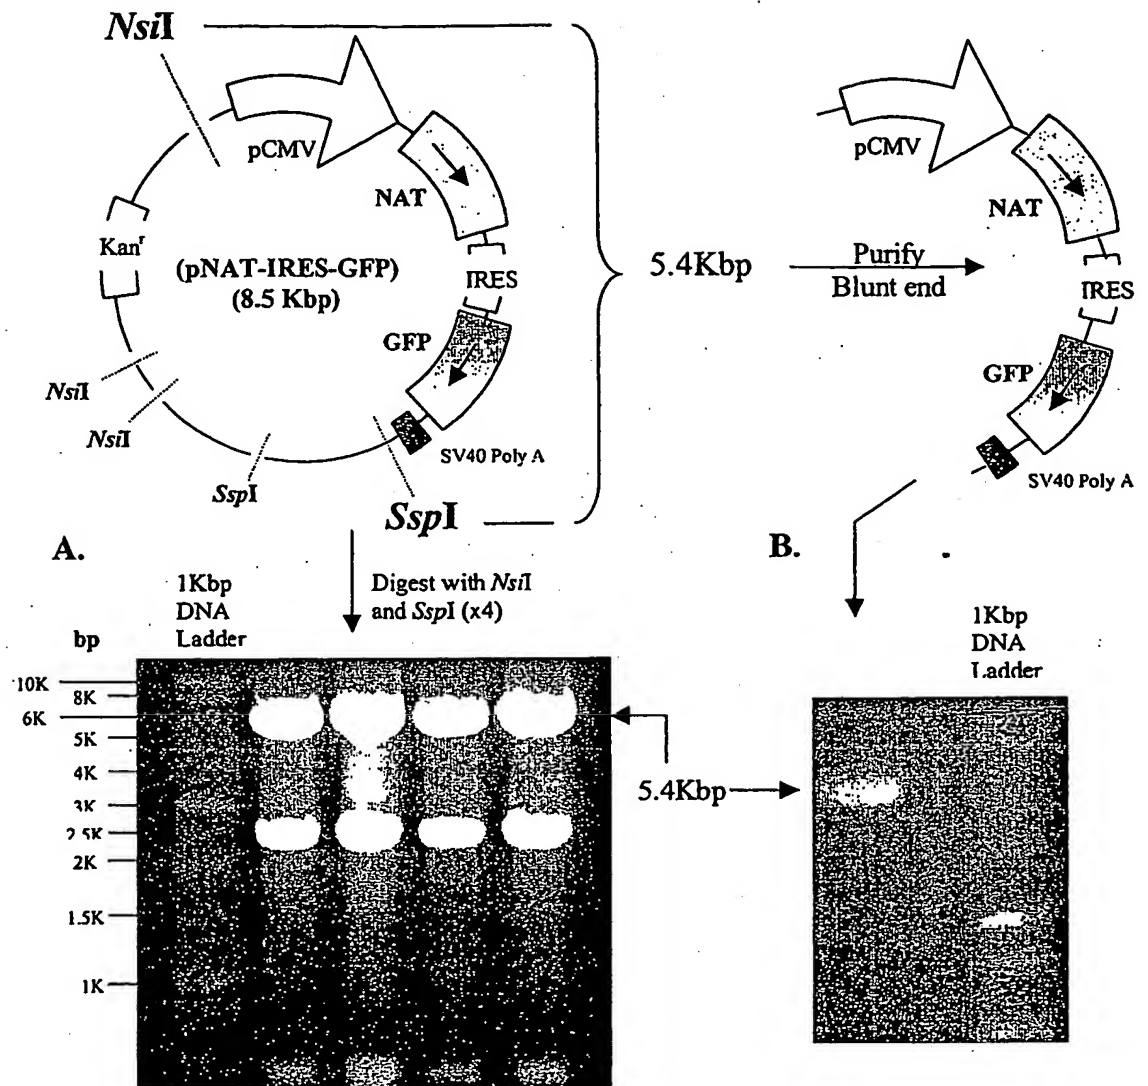 NsiI
pCMV
NAT
Kanr
(pNAT-IRES-GFP)
(8.5 Kbp)
IRES
GFP
NsiI
NsiI
SspI
SV40 Poly A
SspI
5.4Kbp
Purify
Blunt end
pCMV
NAT
IRES
GFP
SV40 Poly A
A.
1Kbp
DNA
Ladder
Digest with NsiI
and SspI (x4)
bp
10K
8K
6K
5K
4K
3K
2.5K
2K
1.5K
1K
5.4Kbp
B.
1Kbp
DNA
Ladder